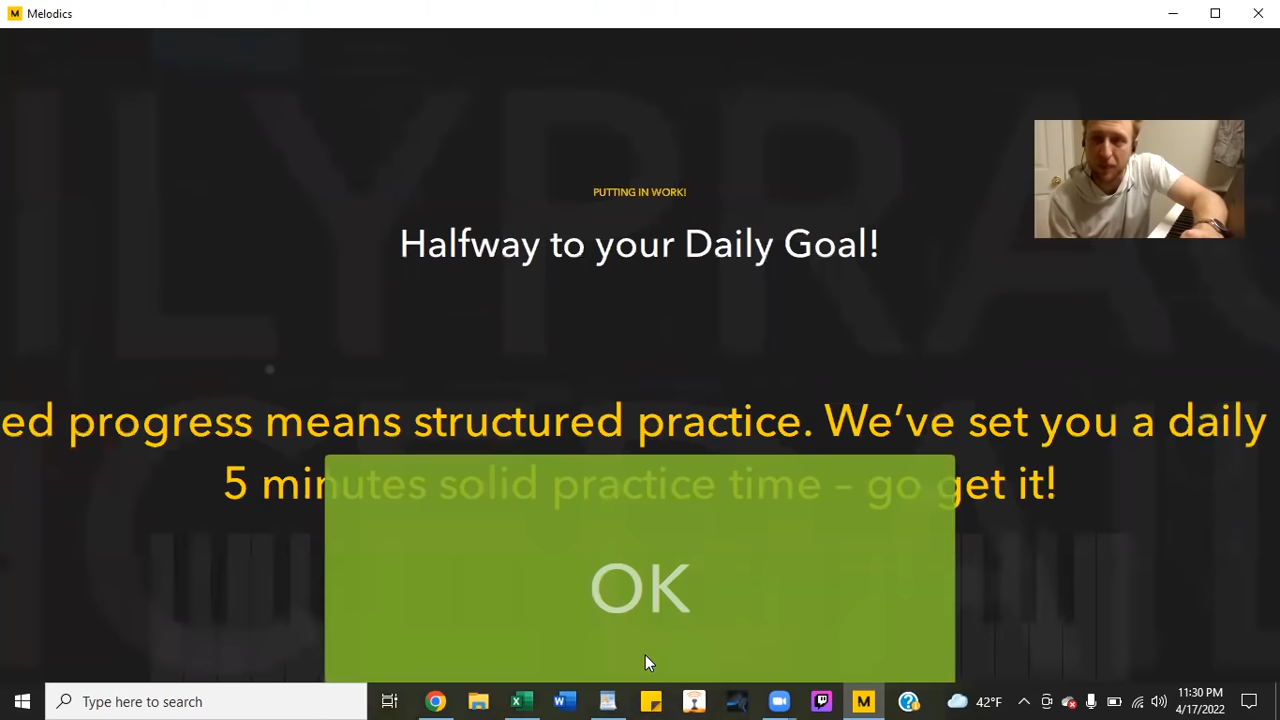 Melodics
PUTTING IN WORK!
Halfway to your Daily Goal!
ed progress means structured practice. We've set you a daily
5 minutes solid practice time – go get it!
OK
Type here to search
42°F
11:30 PM
4/17/2022